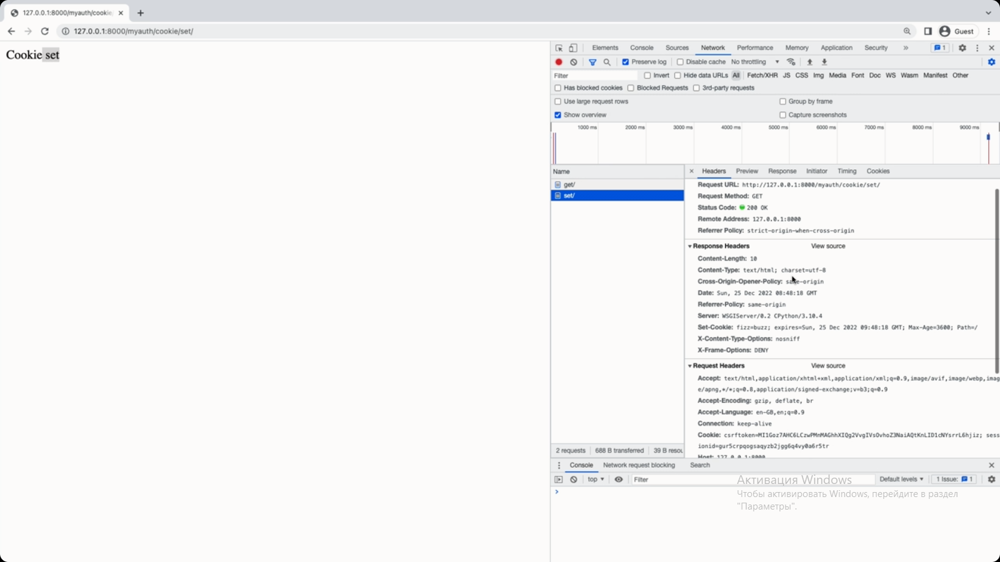 127.0.0.1:8000/myauth/cookie
127.0.0.1:8000/myauth/cookie/set/
Guest
Cookie set
Elements Console Sources Network Performance Memory Application Security 1
Preserve log Disable cache No throttling
Filter Invert Hide data URLs All Fetch/XHR JS CSS Img Media Font Doc WS Wasm Manifest Other
Has blocked cookies Blocked Requests 3rd-party requests
Use large request rows Group by frame
Show overview Capture screenshots
1000 ms 2000 ms 3000 ms 4000 ms 5000 ms 6000 ms 7000 ms 8000 ms 9000 ms
Name
get/
set/
Headers Preview Response Initiator Timing Cookies
Request URL: http://127.0.0.1:8000/myauth/cookie/set/
Request Method: GET
Status Code: 200 OK
Remote Address: 127.0.0.1:8000
Referrer Policy: strict-origin-when-cross-origin
Response Headers View source
Content-Length: 10
Content-Type: text/html; charset=utf-8
Cross-Origin-Opener-Policy: same-origin
Date: Sun, 25 Dec 2022 08:48:18 GMT
Referrer-Policy: same-origin
Server: WSGIServer/0.2 CPython/3.10.4
Set-Cookie: fizz=buzz; expires=Sun, 25 Dec 2022 09:48:18 GMT; Max-Age=3600; Path=/
X-Content-Type-Options: nosniff
X-Frame-Options: DENY
Request Headers View source
Accept: text/html,application/xhtml+xml,application/xml;q=0.9,image/avif,image/webp,imag
e/apng,*/*;q=0.8,application/signed-exchange;v=b3;q=0.9
Accept-Encoding: gzip, deflate, br
Accept-Language: en-GB,en;q=0.9
Connection: keep-alive
Cookie: csrftoken=MI1Goz7AHC6LCzwPMnMAGhhXIQg2VvgIVsOvhoZ3NaiAQtKnLID1cNYsrrL6hjiz; sess
ionid=gur5crpqogsaqyzb2jgg6q4vy0a6r5tr
Host: 127.0.0.1:8000
2 requests 688 B transferred 39 B resou
Console Network request blocking Search
top Filter Default levels 1 Issue: 1
Активация Windows
Чтобы активировать Windows, перейдите в раздел
"Параметры".